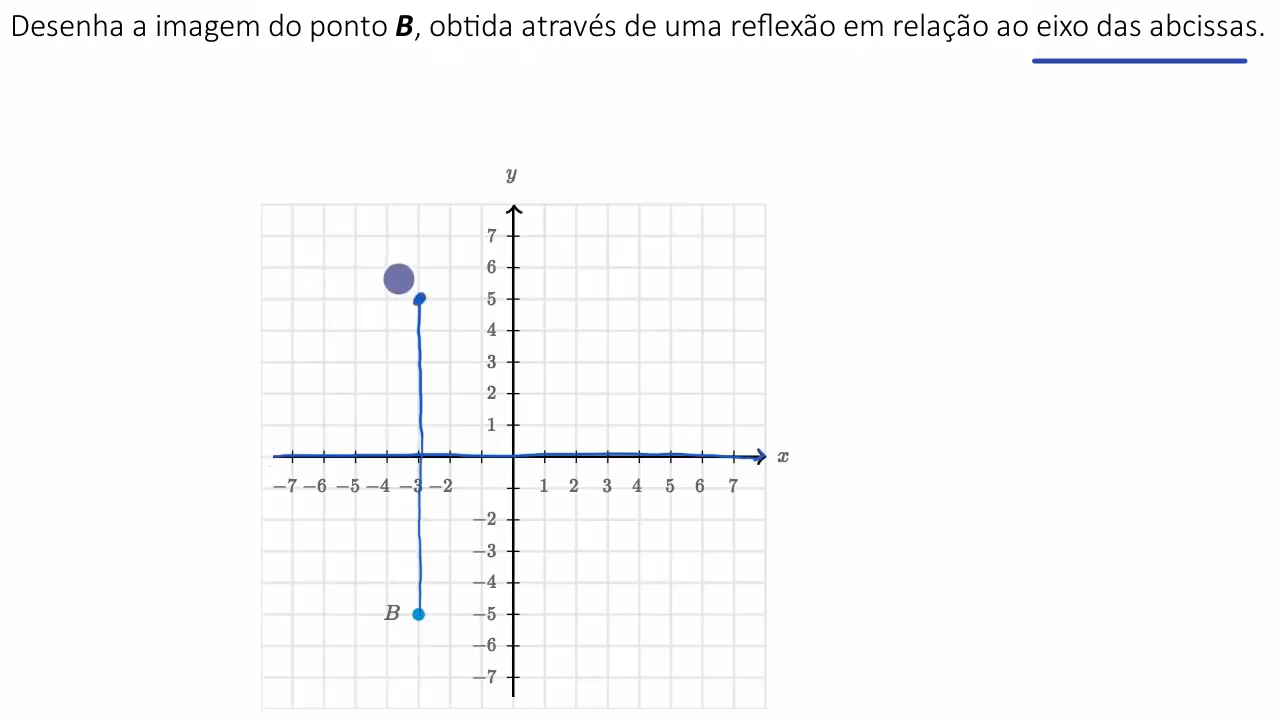 Desenha a imagem do ponto B, obtida através de uma reflexão em relação ao eixo das abcissas.
y
7
6
5
4
3
2
1
x
−7 −6 −5 −4 −3 −2 1 2 3 4 5 6 7
−2
−3
−4
B −5
−6
−7